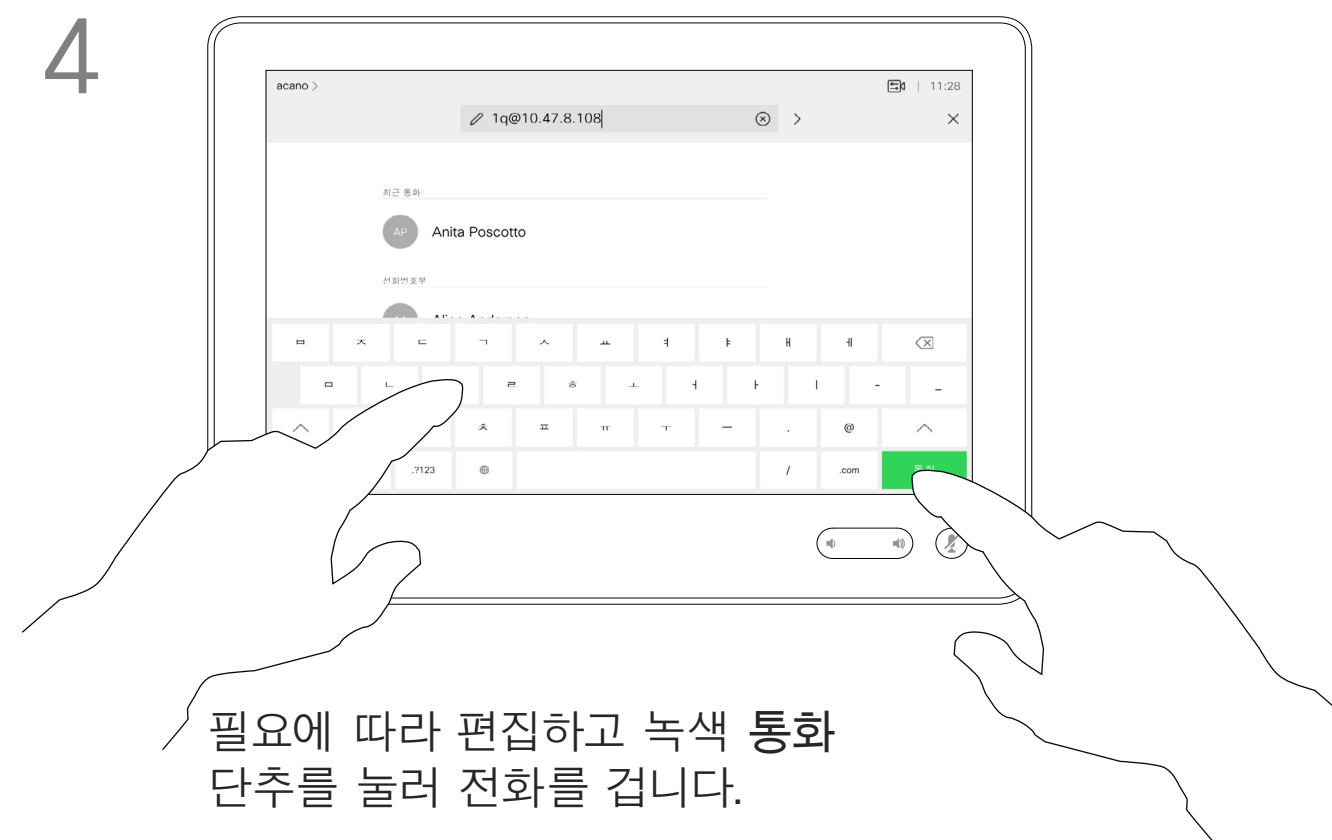 4
acano >
11:28
1q@10.47.8.108
최근 통화
AP Anita Poscotto
전화번호부
ㅂ ㅈ ㄷ ㄱ ㅅ ㅛ ㅕ ㅑ ㅐ ㅔ
ㅁ ㄴ ㄹ ㅎ ㅗ ㅓ ㅏ ㅣ - _
ㅊ ㅍ ㅠ ㅜ ㅡ . @
.?123 / .com
필요에 따라 편집하고 녹색 통화
단추를 눌러 전화를 겁니다.